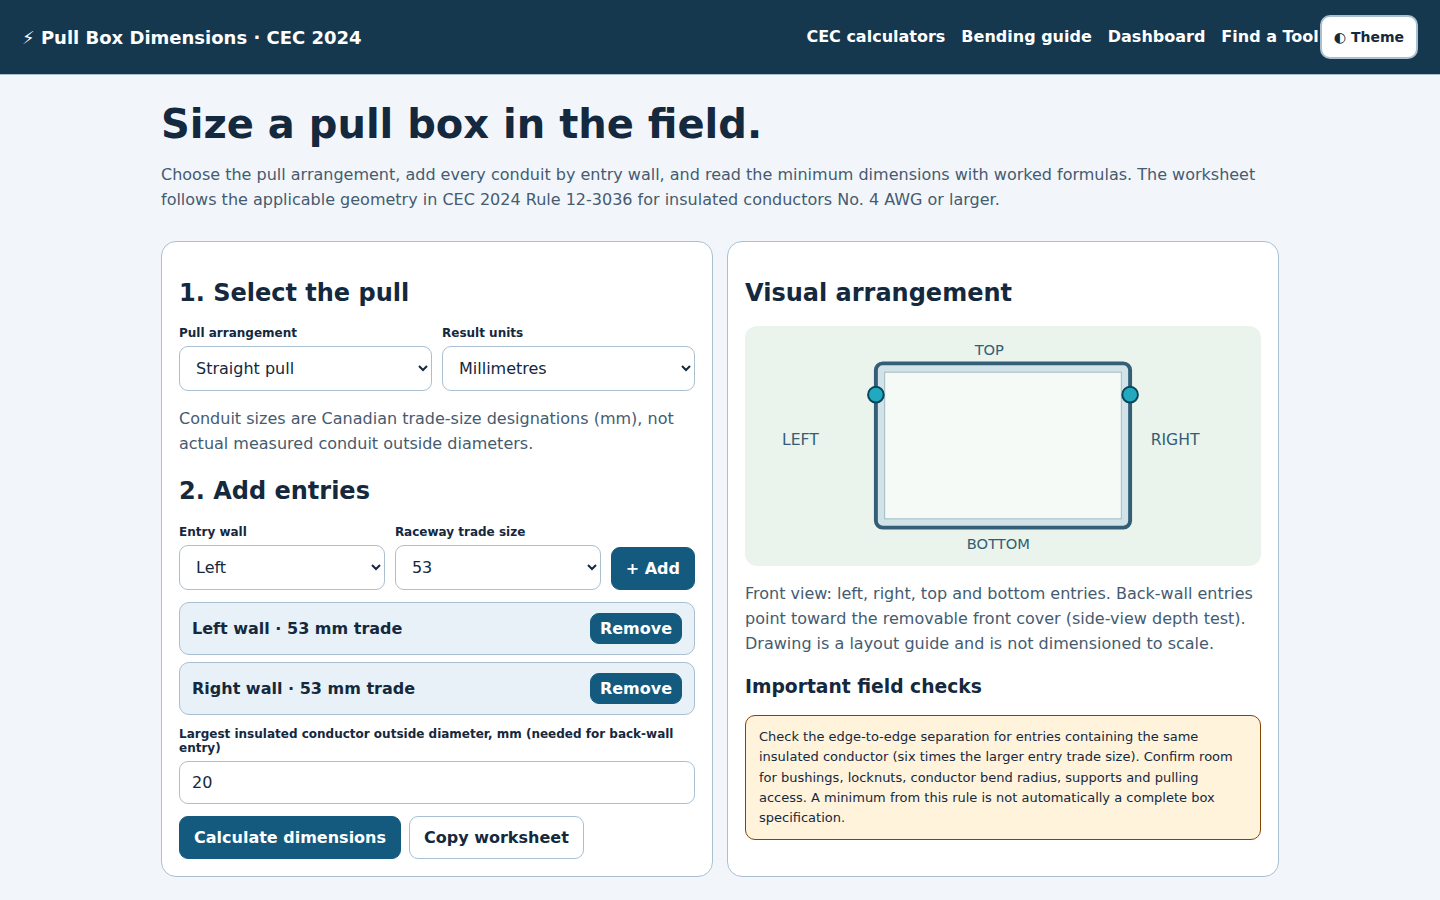 ⚡ Pull Box Dimensions · CEC 2024
CEC calculators Bending guide Dashboard Find a Tool ◐ Theme
Size a pull box in the field.
Choose the pull arrangement, add every conduit by entry wall, and read the minimum dimensions with worked formulas. The worksheet
follows the applicable geometry in CEC 2024 Rule 12-3036 for insulated conductors No. 4 AWG or larger.
1. Select the pull
Pull arrangement
Result units
Straight pull
Millimetres
Conduit sizes are Canadian trade-size designations (mm), not
actual measured conduit outside diameters.
2. Add entries
Entry wall
Raceway trade size
Left
53
+ Add
Left wall · 53 mm trade
Remove
Right wall · 53 mm trade
Remove
Largest insulated conductor outside diameter, mm (needed for back-wall
entry)
20
Calculate dimensions
Copy worksheet
Visual arrangement
TOP
LEFT
RIGHT
BOTTOM
Front view: left, right, top and bottom entries. Back-wall entries
point toward the removable front cover (side-view depth test).
Drawing is a layout guide and is not dimensioned to scale.
Important field checks
Check the edge-to-edge separation for entries containing the same
insulated conductor (six times the larger entry trade size). Confirm room
for bushings, locknuts, conductor bend radius, supports and pulling
access. A minimum from this rule is not automatically a complete box
specification.